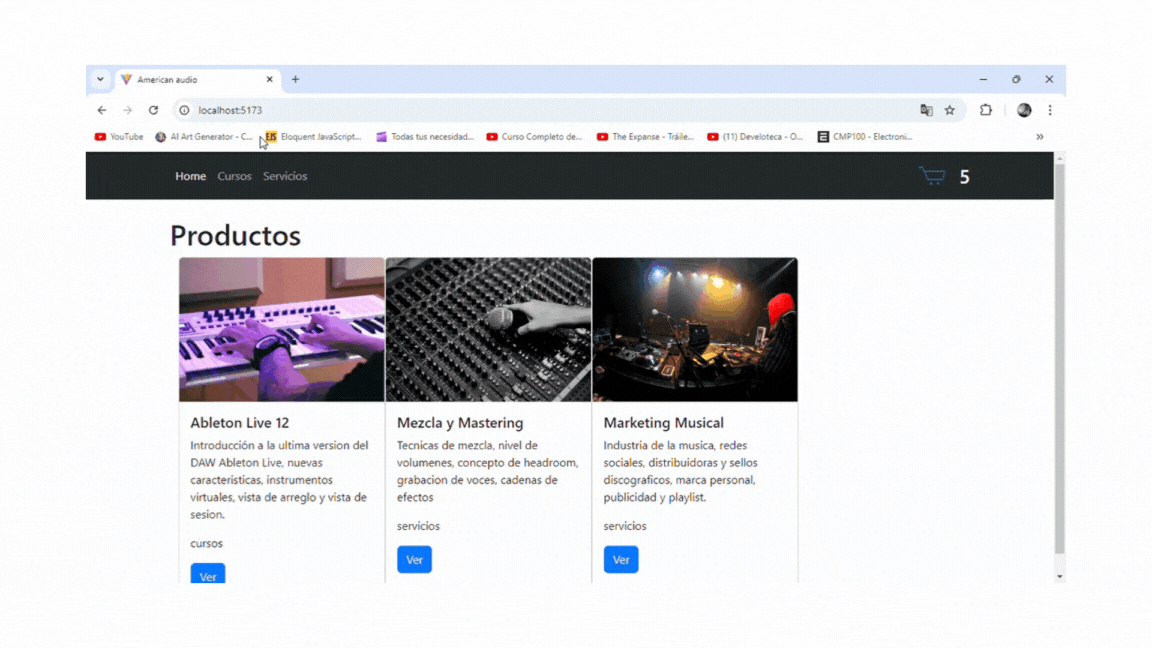 American audio
localhost:5173
YouTube
AI Art Generator - C...
EJS Eloquent JavaScript...
Todas tus necesidad...
Curso Completo de...
The Expanse - Tráile...
(11) Develoteca - O...
CMP100 - Electroni...
Home Cursos Servicios
5
Productos
Ableton Live 12
Introducción a la ultima version del
DAW Ableton Live, nuevas
caracteristicas, instrumentos
virtuales, vista de arreglo y vista de
sesion.
cursos
Ver
Mezcla y Mastering
Tecnicas de mezcla, nivel de
volumenes, concepto de headroom,
grabacion de voces, cadenas de
efectos
servicios
Ver
Marketing Musical
Industria de la musica, redes
sociales, distribuidoras y sellos
discograficos, marca personal,
publicidad y playlist.
servicios
Ver